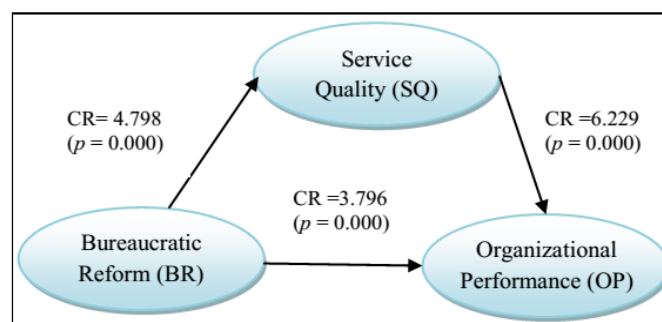 Service
Quality (SQ)
CR= 4.798
(p = 0.000)
CR =6.229
(p = 0.000)
CR =3.796
(p = 0.000)
Bureaucratic
Reform (BR)
Organizational
Performance (OP)